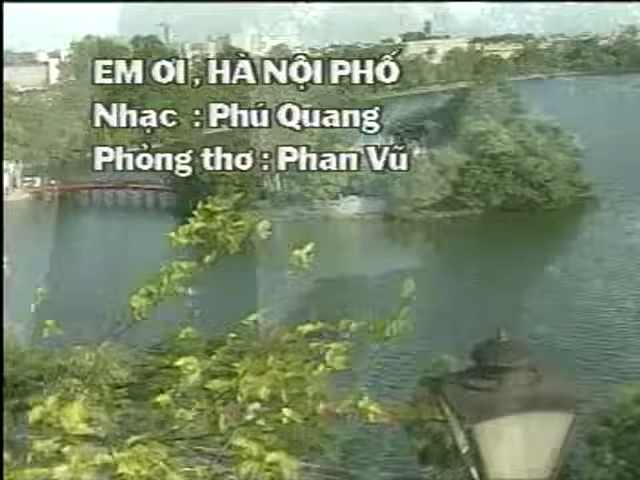 EM ƠI , HÀ NỘI PHỐ
Nhạc : Phú Quang
Phỏng thơ : Phan Vũ